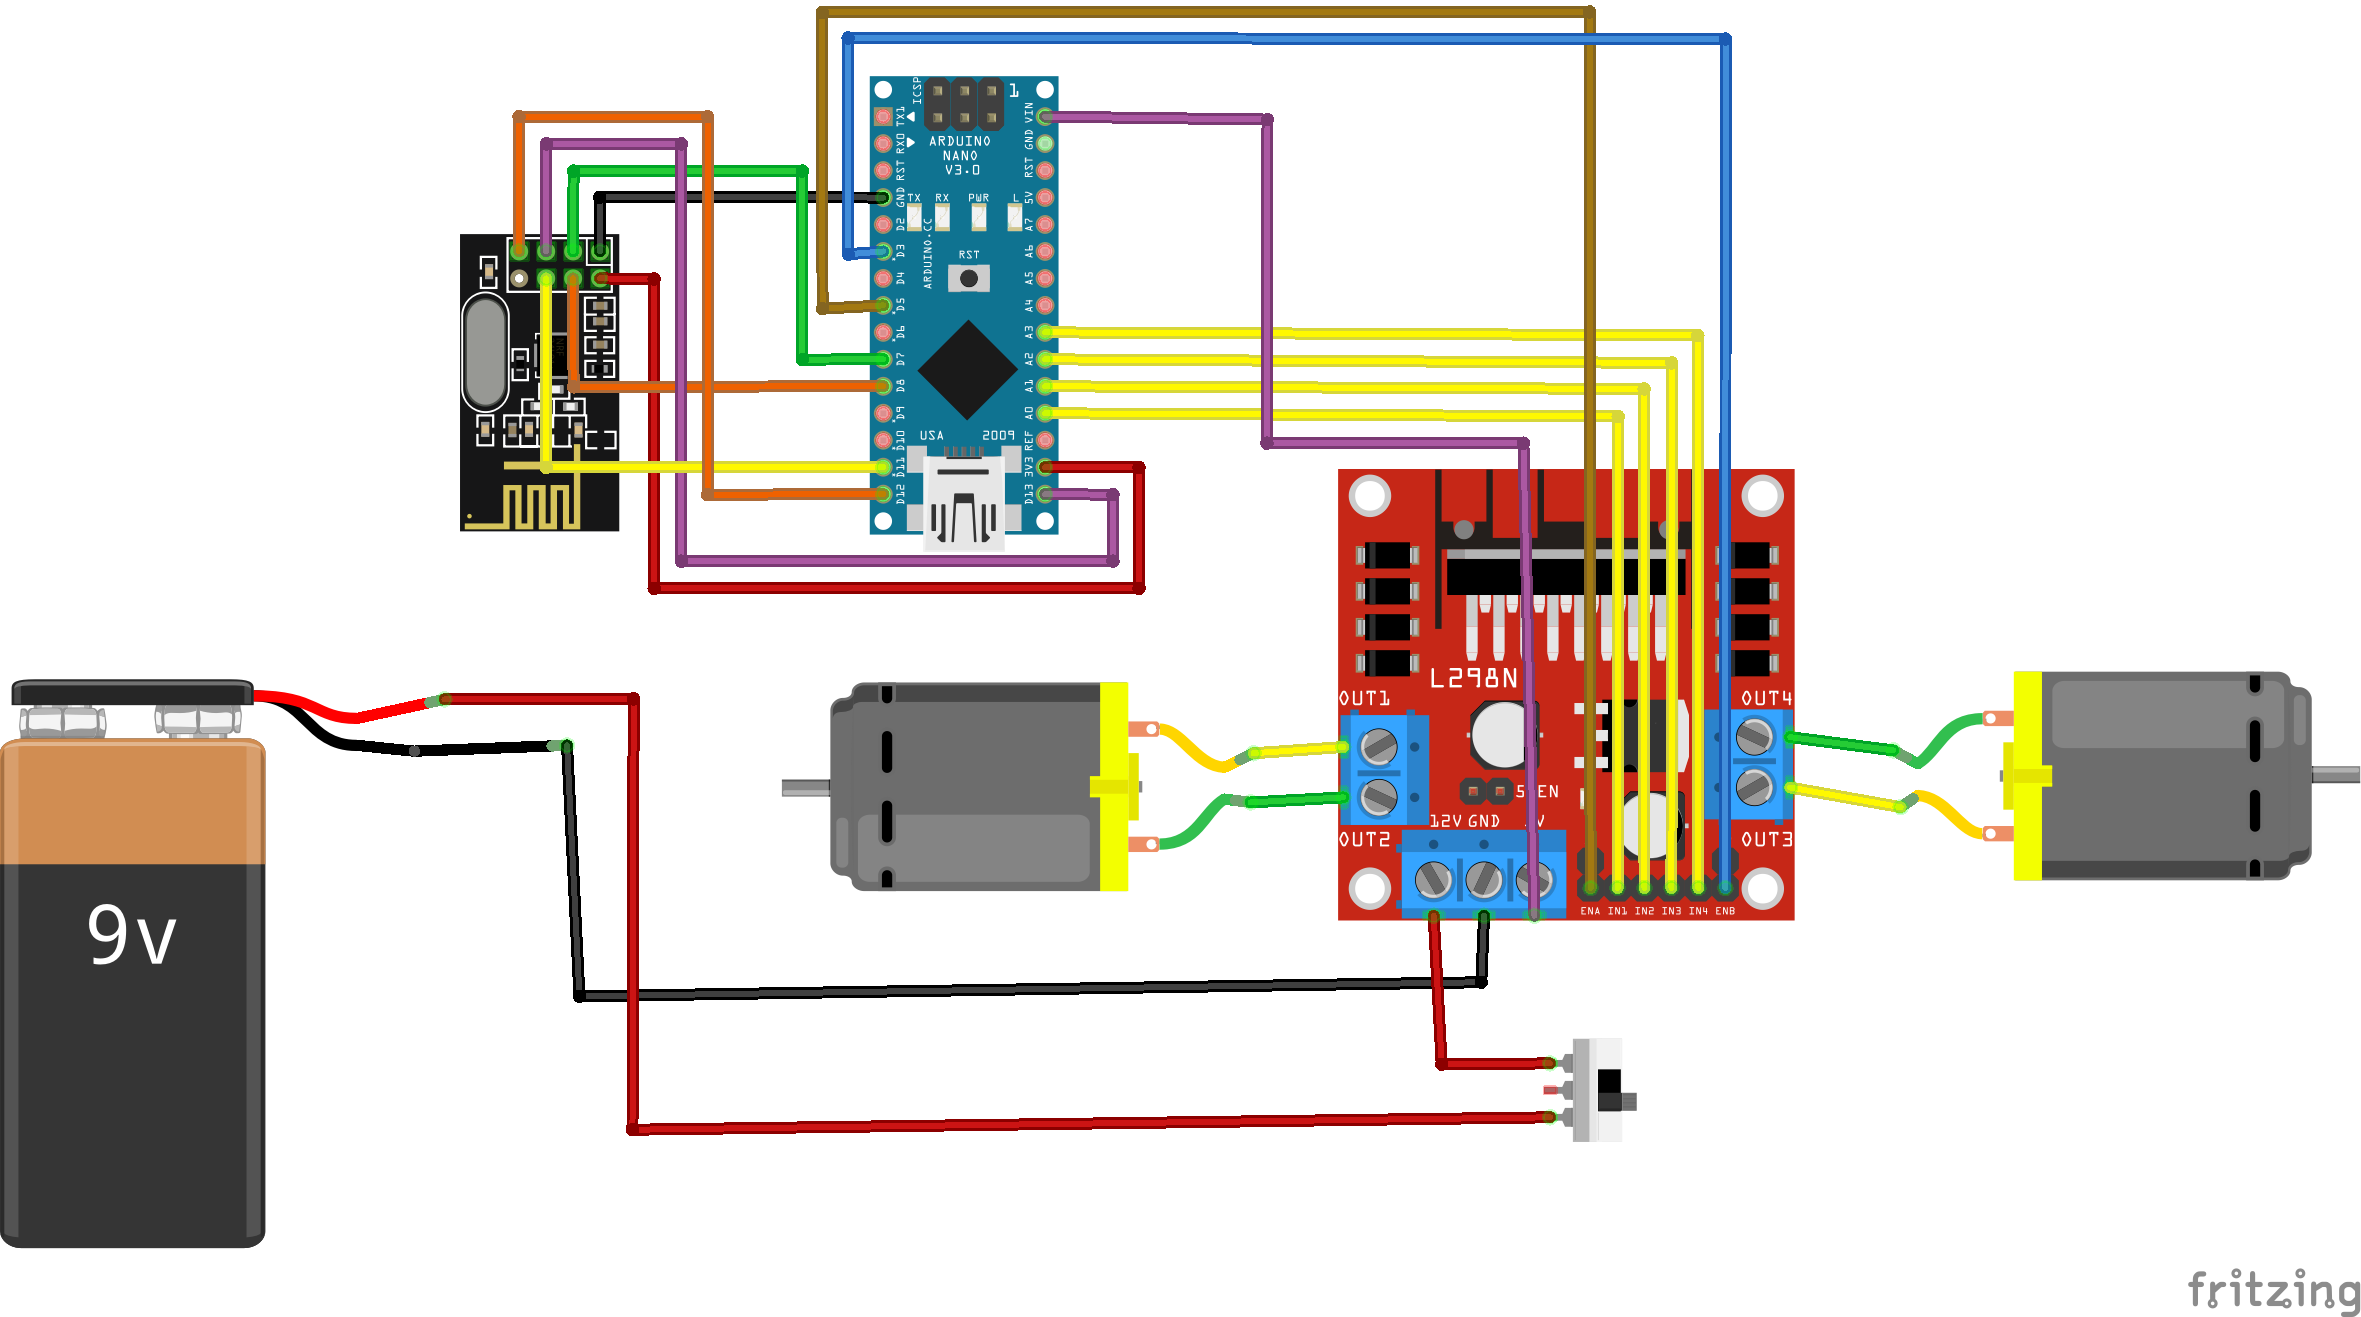 ICSP
1
ARDUINO
NANO
V3.0
TX1
RX0
RST
GND
D2
D3
D4
D5
D6
D7
D8
D9
D10
D11
D12
VIN
GND
RST
5V
A7
A6
A5
A4
A3
A2
A1
A0
REF
3V3
D13
TX
RX
PWR
L
ARDUINO.CC
RST
USA
2009
L298N
OUT1
OUT4
OUT2
OUT3
12V
GND
ENA
IN1
IN2
IN3
IN4
ENB
9v
fritzing